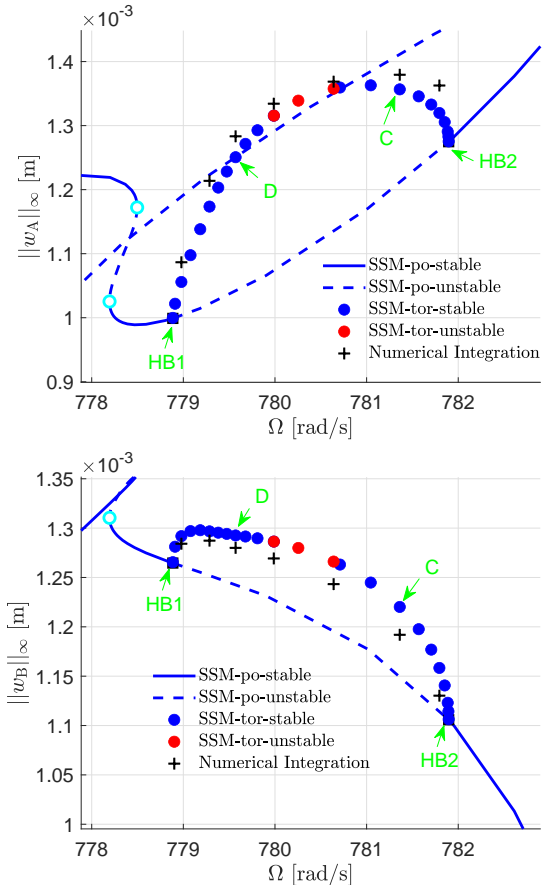 ×10⁻³
1.4
1.3
1.2
1.1
1
0.9
||w_A||_∞ [m]
C
D
HB2
HB1
SSM-po-stable
SSM-po-unstable
SSM-tor-stable
SSM-tor-unstable
Numerical Integration
778 779 780 781 782
Ω [rad/s]
×10⁻³
1.35
1.3
1.25
1.2
1.15
1.1
1.05
1
||w_B||_∞ [m]
D
C
HB1
HB2
SSM-po-stable
SSM-po-unstable
SSM-tor-stable
SSM-tor-unstable
Numerical Integration
778 779 780 781 782
Ω [rad/s]